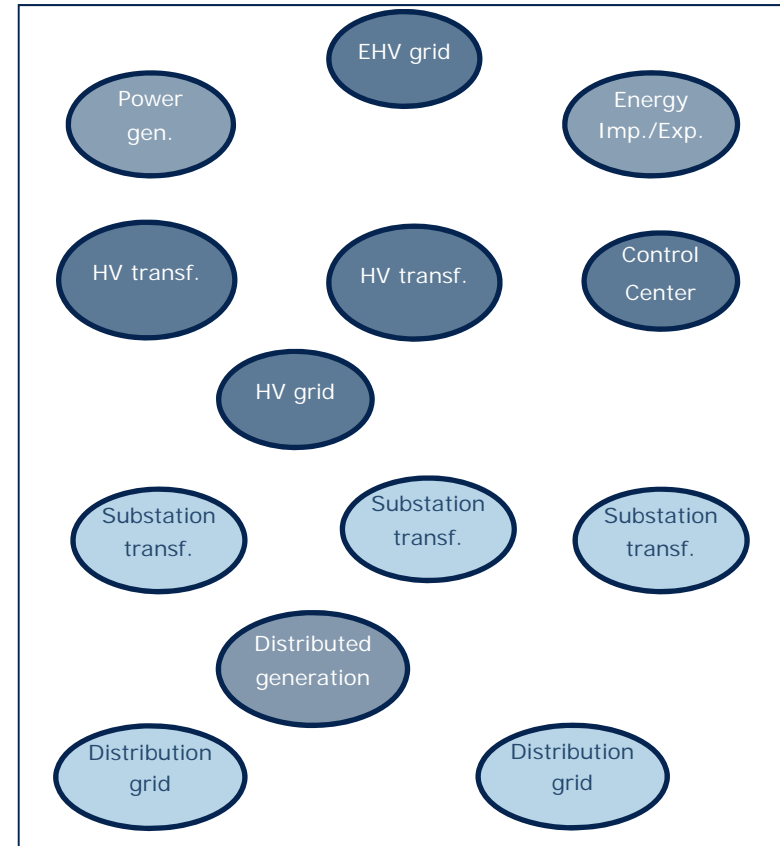 EHV grid
Power
gen.
Energy
Imp./Exp.
HV transf.
HV transf.
Control
Center
HV grid
Substation
transf.
Substation
transf.
Substation
transf.
Distributed
generation
Distribution
grid
Distribution
grid